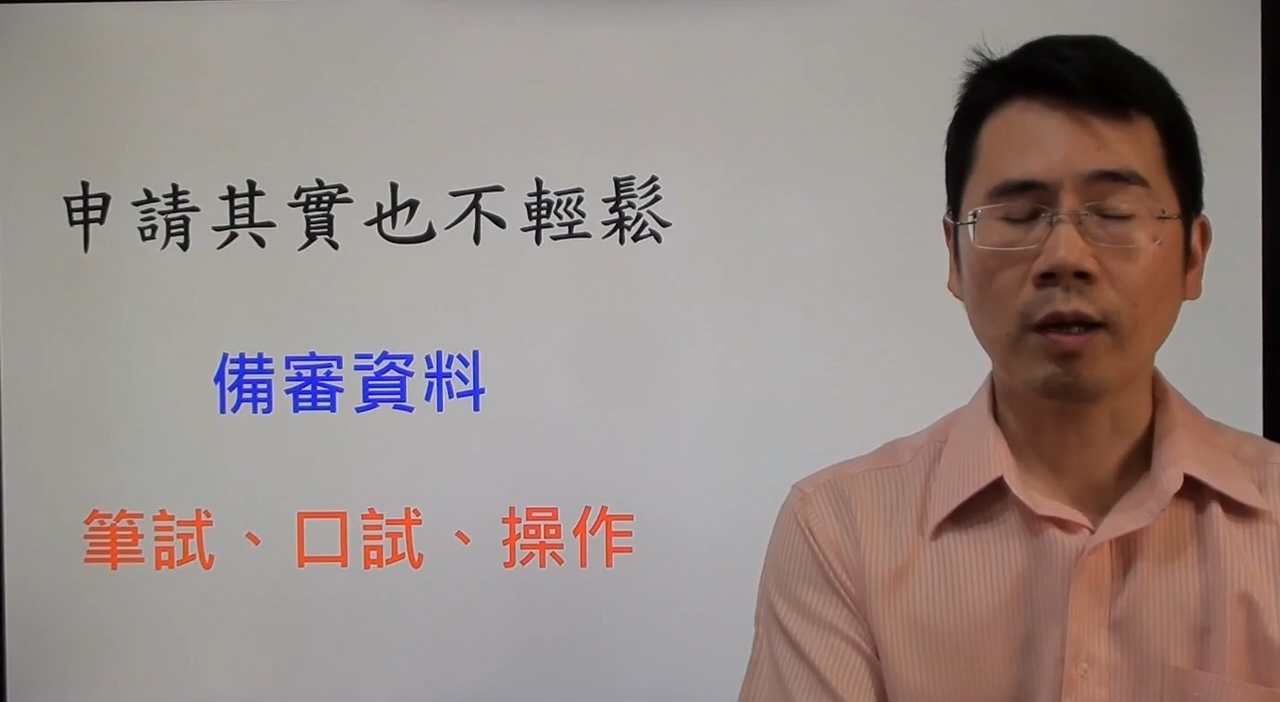 申請其實也不輕鬆
備審資料
筆試、口試、操作